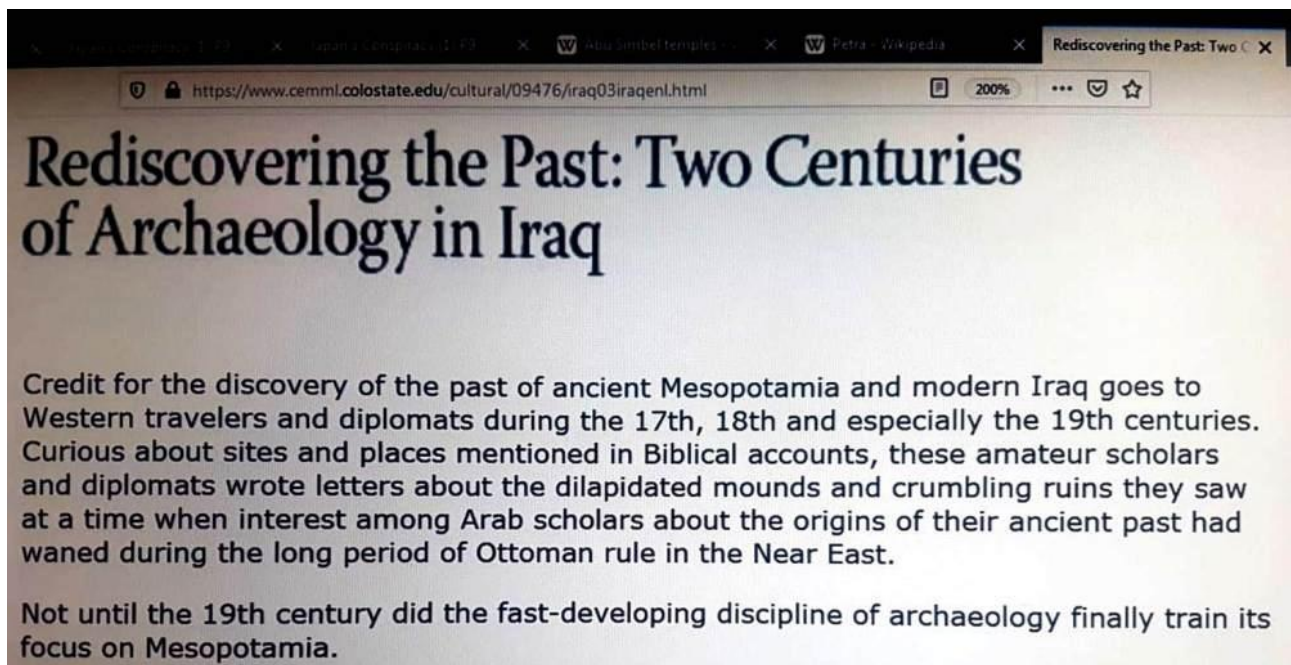 Abu Simbel temples
Petra - Wikipedia
Rediscovering the Past: Two C
https://www.cemml.colostate.edu/cultural/09476/iraq03iraqenl.html
200%
Rediscovering the Past: Two Centuries
of Archaeology in Iraq
Credit for the discovery of the past of ancient Mesopotamia and modern Iraq goes to
Western travelers and diplomats during the 17th, 18th and especially the 19th centuries.
Curious about sites and places mentioned in Biblical accounts, these amateur scholars
and diplomats wrote letters about the dilapidated mounds and crumbling ruins they saw
at a time when interest among Arab scholars about the origins of their ancient past had
waned during the long period of Ottoman rule in the Near East.
Not until the 19th century did the fast-developing discipline of archaeology finally train its
focus on Mesopotamia.